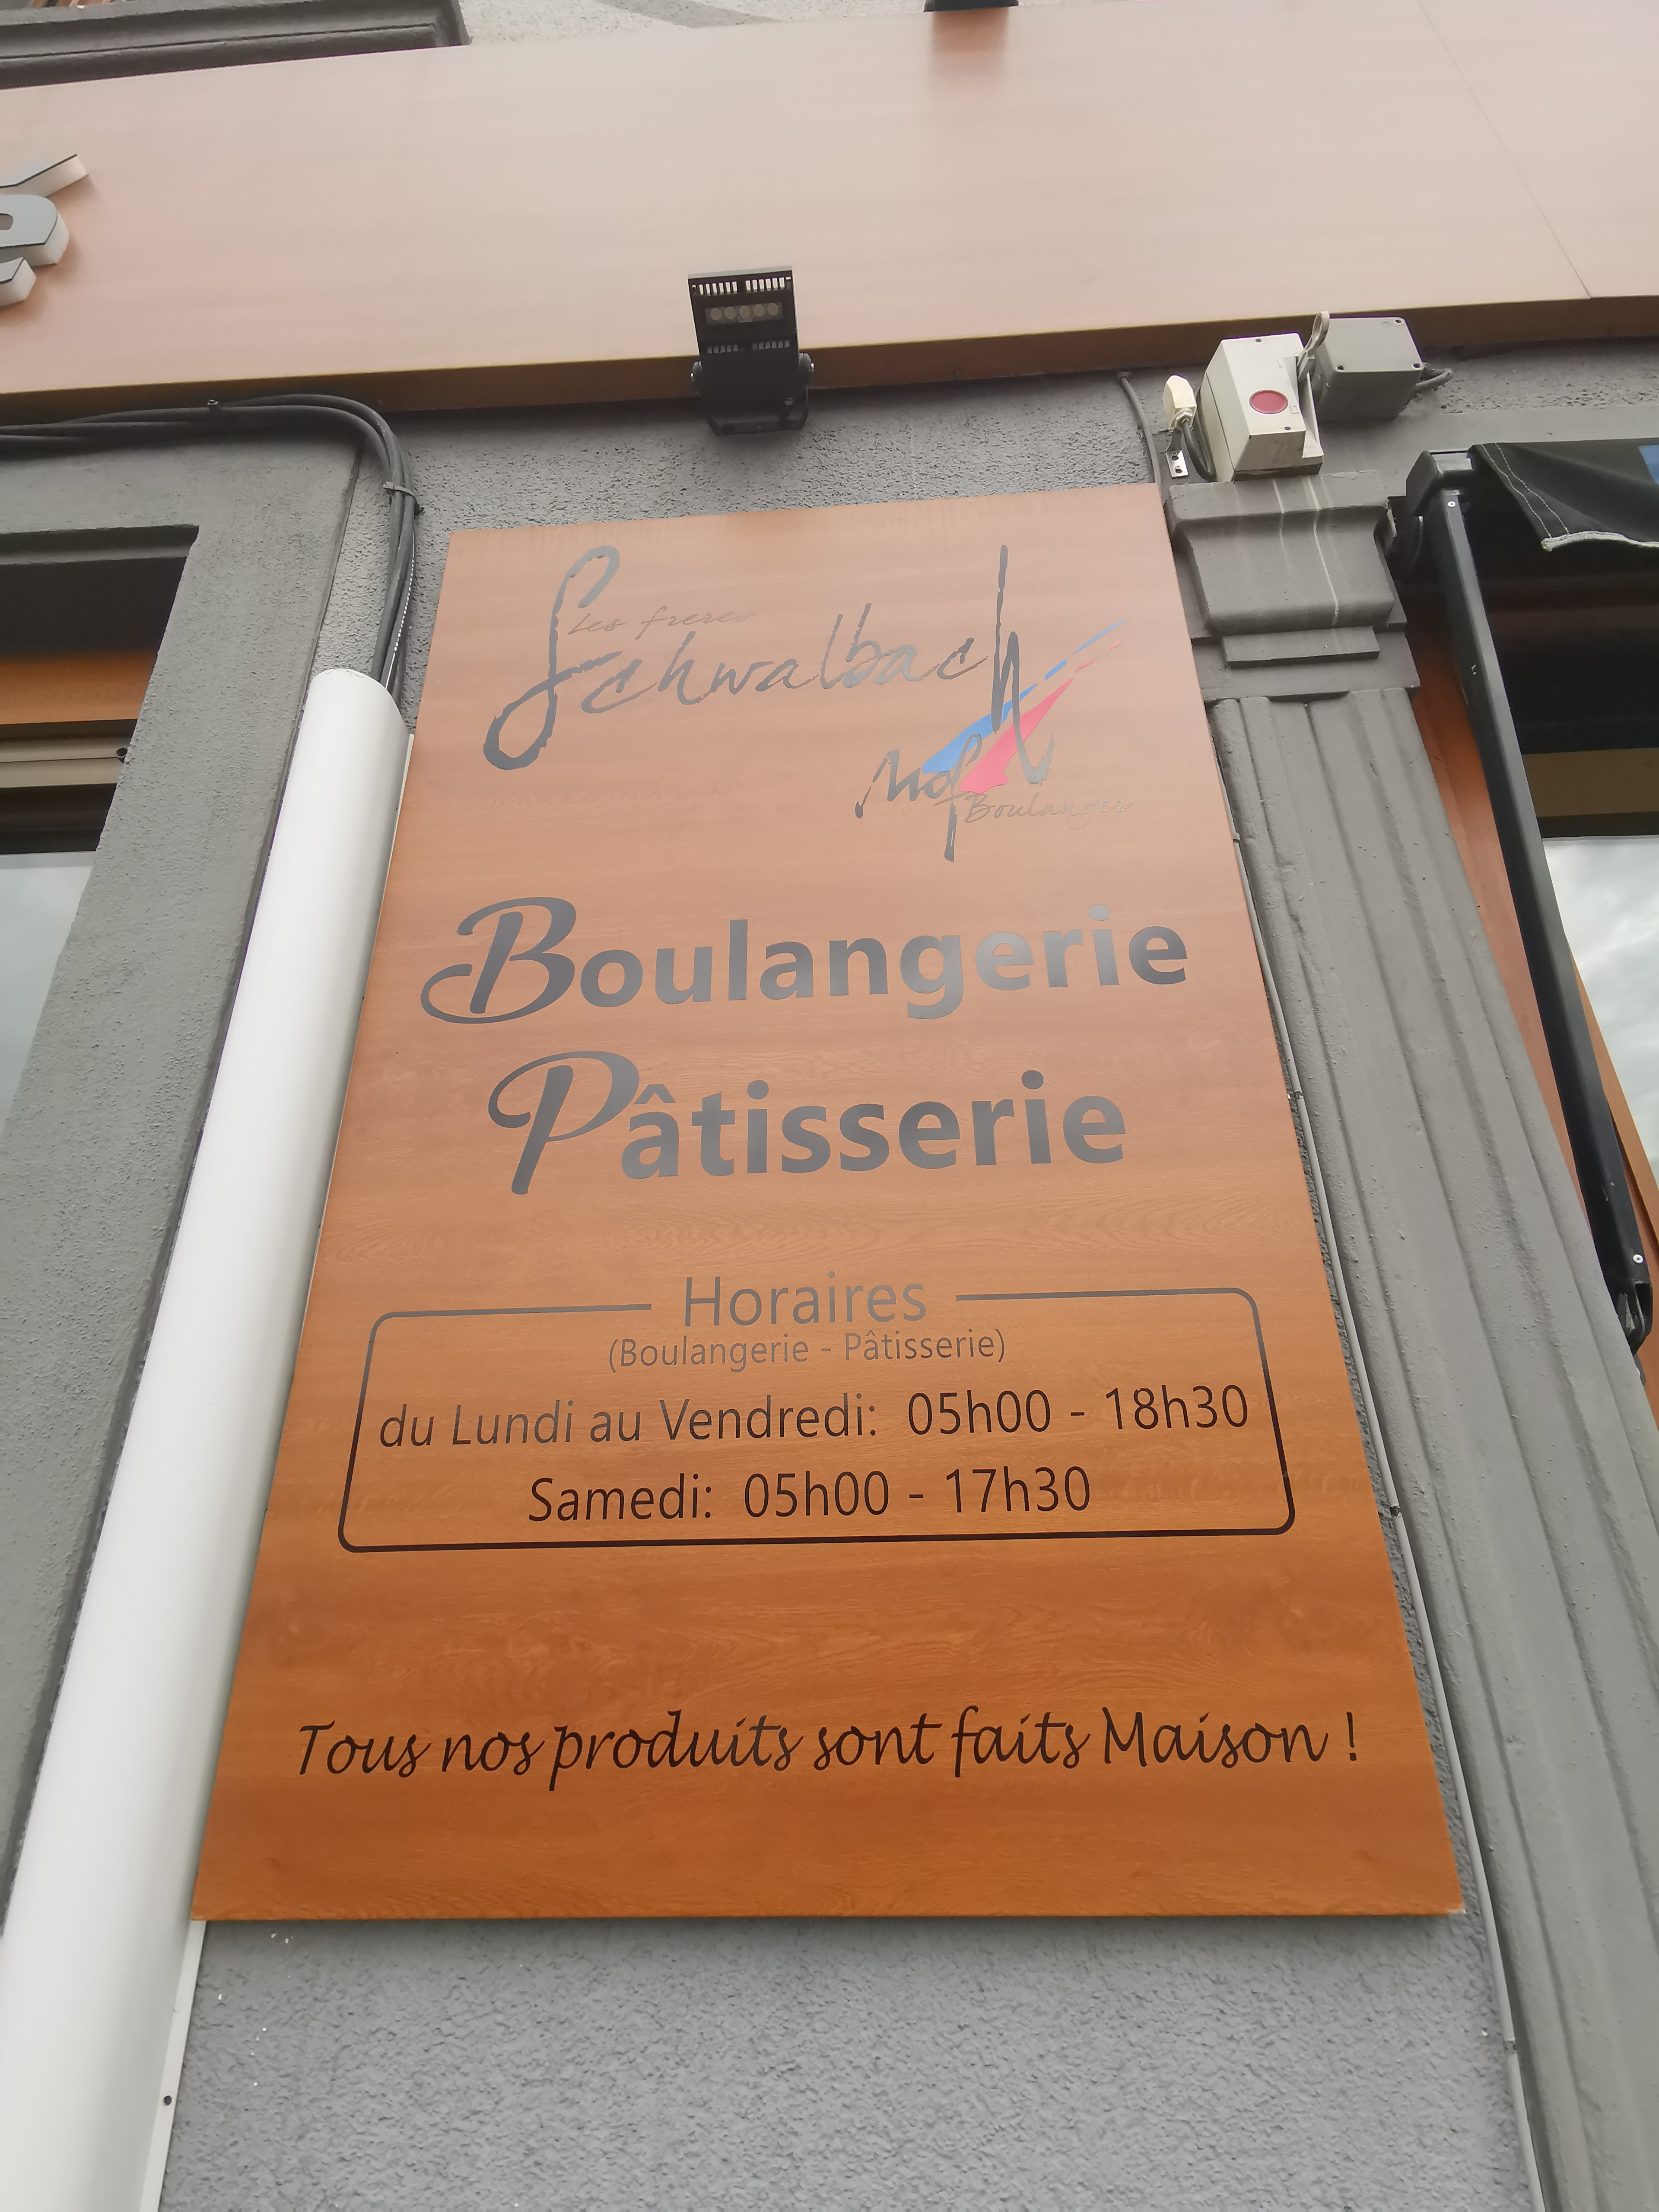 Les frères
Schwalbach
Mof
Boulanger
Boulangerie
Pâtisserie
Horaires
(Boulangerie - Pâtisserie)
du Lundi au Vendredi: 05h00 - 18h30
Samedi: 05h00 - 17h30
Tous nos produits sont faits Maison !